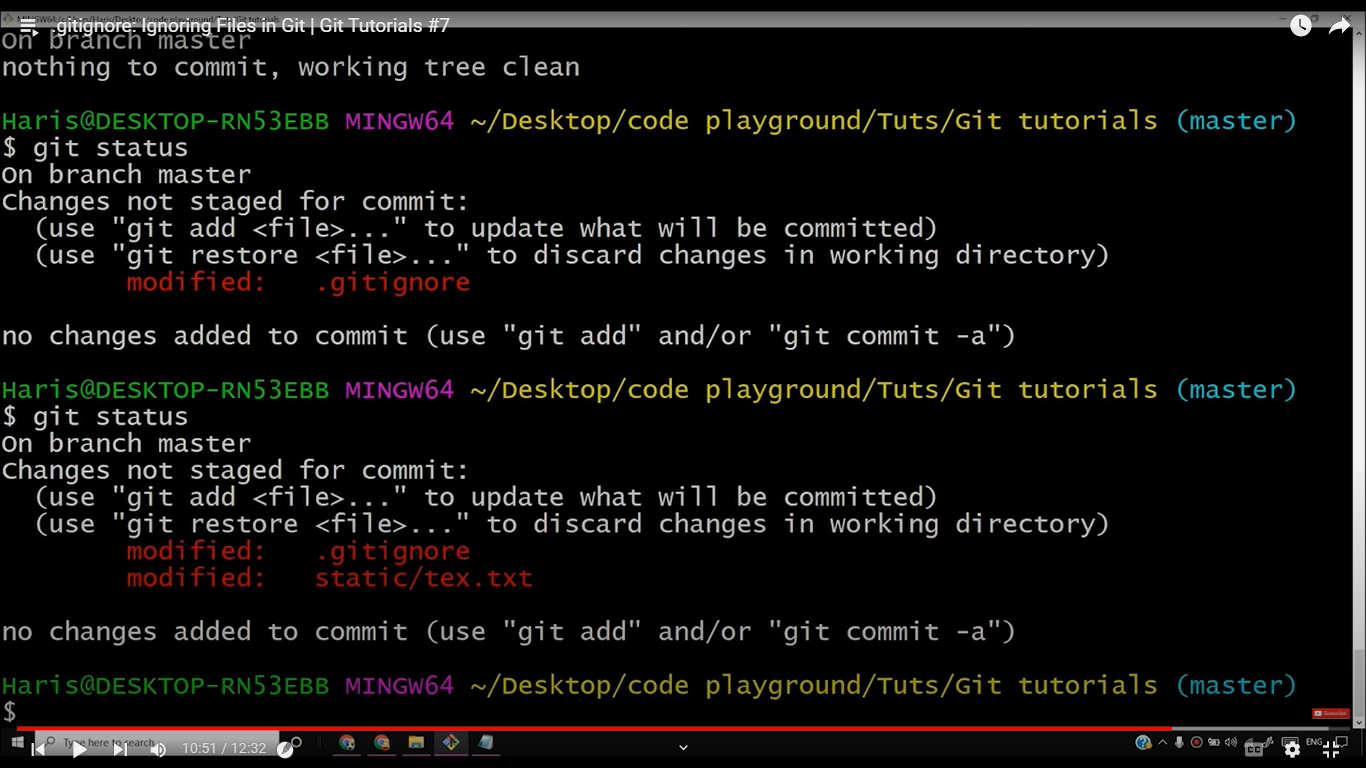 .gitignore: Ignoring Files in Git | Git Tutorials #7
On branch master
nothing to commit, working tree clean
Haris@DESKTOP-RN53EBB MINGW64 ~/Desktop/code playground/Tuts/Git tutorials (master)
$ git status
On branch master
Changes not staged for commit:
  (use "git add <file>..." to update what will be committed)
  (use "git restore <file>..." to discard changes in working directory)
        modified:   .gitignore
no changes added to commit (use "git add" and/or "git commit -a")
Haris@DESKTOP-RN53EBB MINGW64 ~/Desktop/code playground/Tuts/Git tutorials (master)
$ git status
On branch master
Changes not staged for commit:
  (use "git add <file>..." to update what will be committed)
  (use "git restore <file>..." to discard changes in working directory)
        modified:   .gitignore
        modified:   static/tex.txt
no changes added to commit (use "git add" and/or "git commit -a")
Haris@DESKTOP-RN53EBB MINGW64 ~/Desktop/code playground/Tuts/Git tutorials (master)
$
Subscribe
Type here to search
10:51 / 12:32
ENG
CC